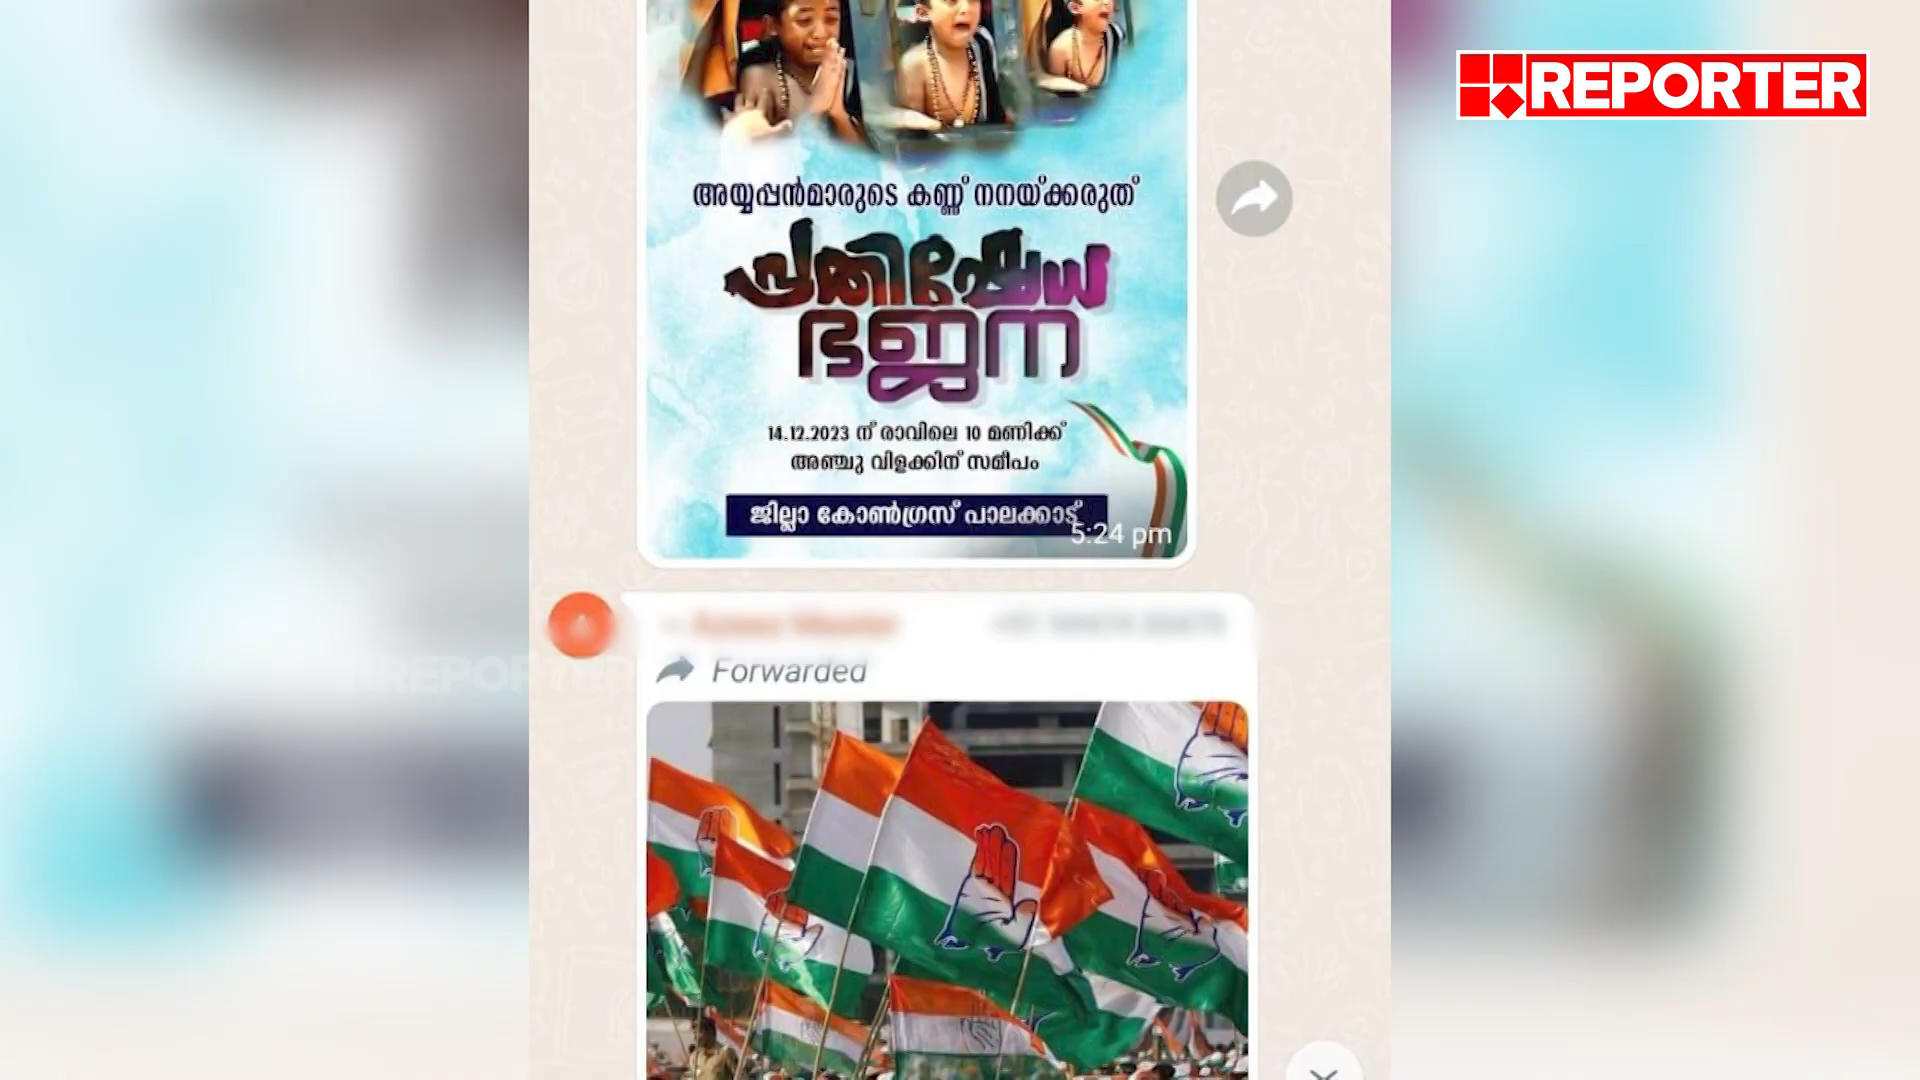 REPORTER
അയ്യപ്പൻമാരുടെ കണ്ണ് നനയ്ക്കരുത്
പ്രതിഷേധ
ഭജന
14.12.2023 ന് രാവിലെ 10 മണിക്ക്
അഞ്ചു വിളക്കിന് സമീപം
ജില്ലാ കോൺഗ്രസ് പാലക്കാട്
5:24 pm
Forwarded
REPORTER